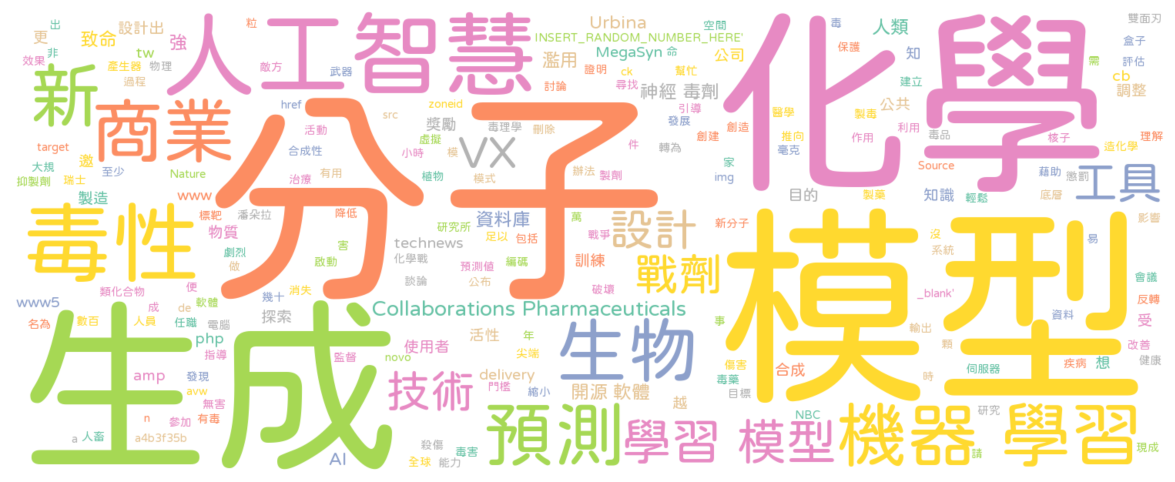 出
非
效果
更
設計出
致命
產生器
過程
tw
物理
強
粒
敵方
人工智慧
武器
證明
討論
Urbina
INSERT_RANDOM_NUMBER_HERE'
濫用
MegaSyn
命
ck
幫忙
尋找
公司
空間
化學
人類
知
保護
毒
建立
雙面刃
盒子
評估
需
cb
調整
新
商業
分子
href
src
zoneid
活動
合成性
治療
虛擬
小時
獎勵
毒理學
刪除
模
模式
有用
植物
製劑
辦法
件
VX
神經 毒劑
引導
發展
轉為
創建
創造
家
毫克
img
醫學
推向
製毒
公共
作用
利用
毒品
目的
製藥
藉助
知識
底層
懲罰
輕鬆
Source
核子
理解
造化學
工具
影響
target
大規
抑製劑
邀
瑞士
至少
Nature
製造
www
標靶
潘朵拉
降低
毒性
物質
劇烈
做
害
啟動
研究所
資料庫
萬
戰爭
足以
包括
technews
化學戰
談論
預測值
編碼
公布
訓練
破壞
設計
戰劑
新分子
模型
沒
系統
易
_blank'
會議
反轉
資料
受
改善
健康
疾病
想
伺服器
輸出
顆
時
事
傷害
毒藥
目標
合成
NBC
研究
www5
類化合物
便
成
de
軟體
幾十
消失
名為
數百
人員
任職
電腦
探索
php
指導
生成
Collaborations Pharmaceuticals
活性
年
使用者
尖端
監督
novo
delivery
門檻
縮小
生物
開源 軟體
越
amp
發現
avw
無害
n
參加
有毒
a
人畜
a4b3f35b
AI
技術
殺傷
毒害
全球
能力
預測
學習 模型
機器 學習
請
現成